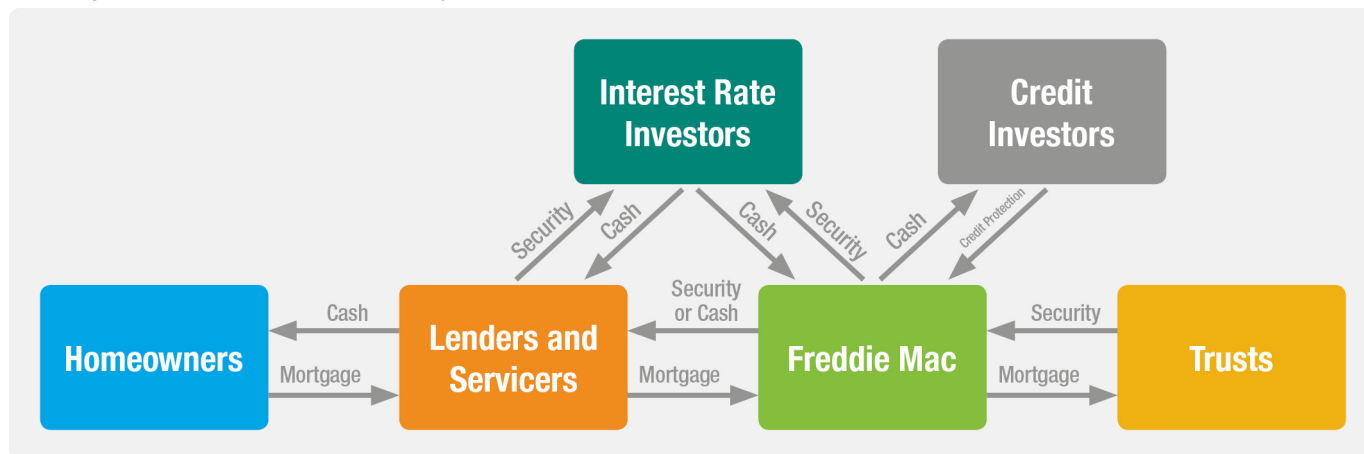 Interest Rate
Investors
Credit
Investors
Security
Cash
Cash
Security
Cash
Credit Protection
Homeowners
Cash
Mortgage
Lenders and
Servicers
Security
or Cash
Mortgage
Freddie Mac
Security
Mortgage
Trusts